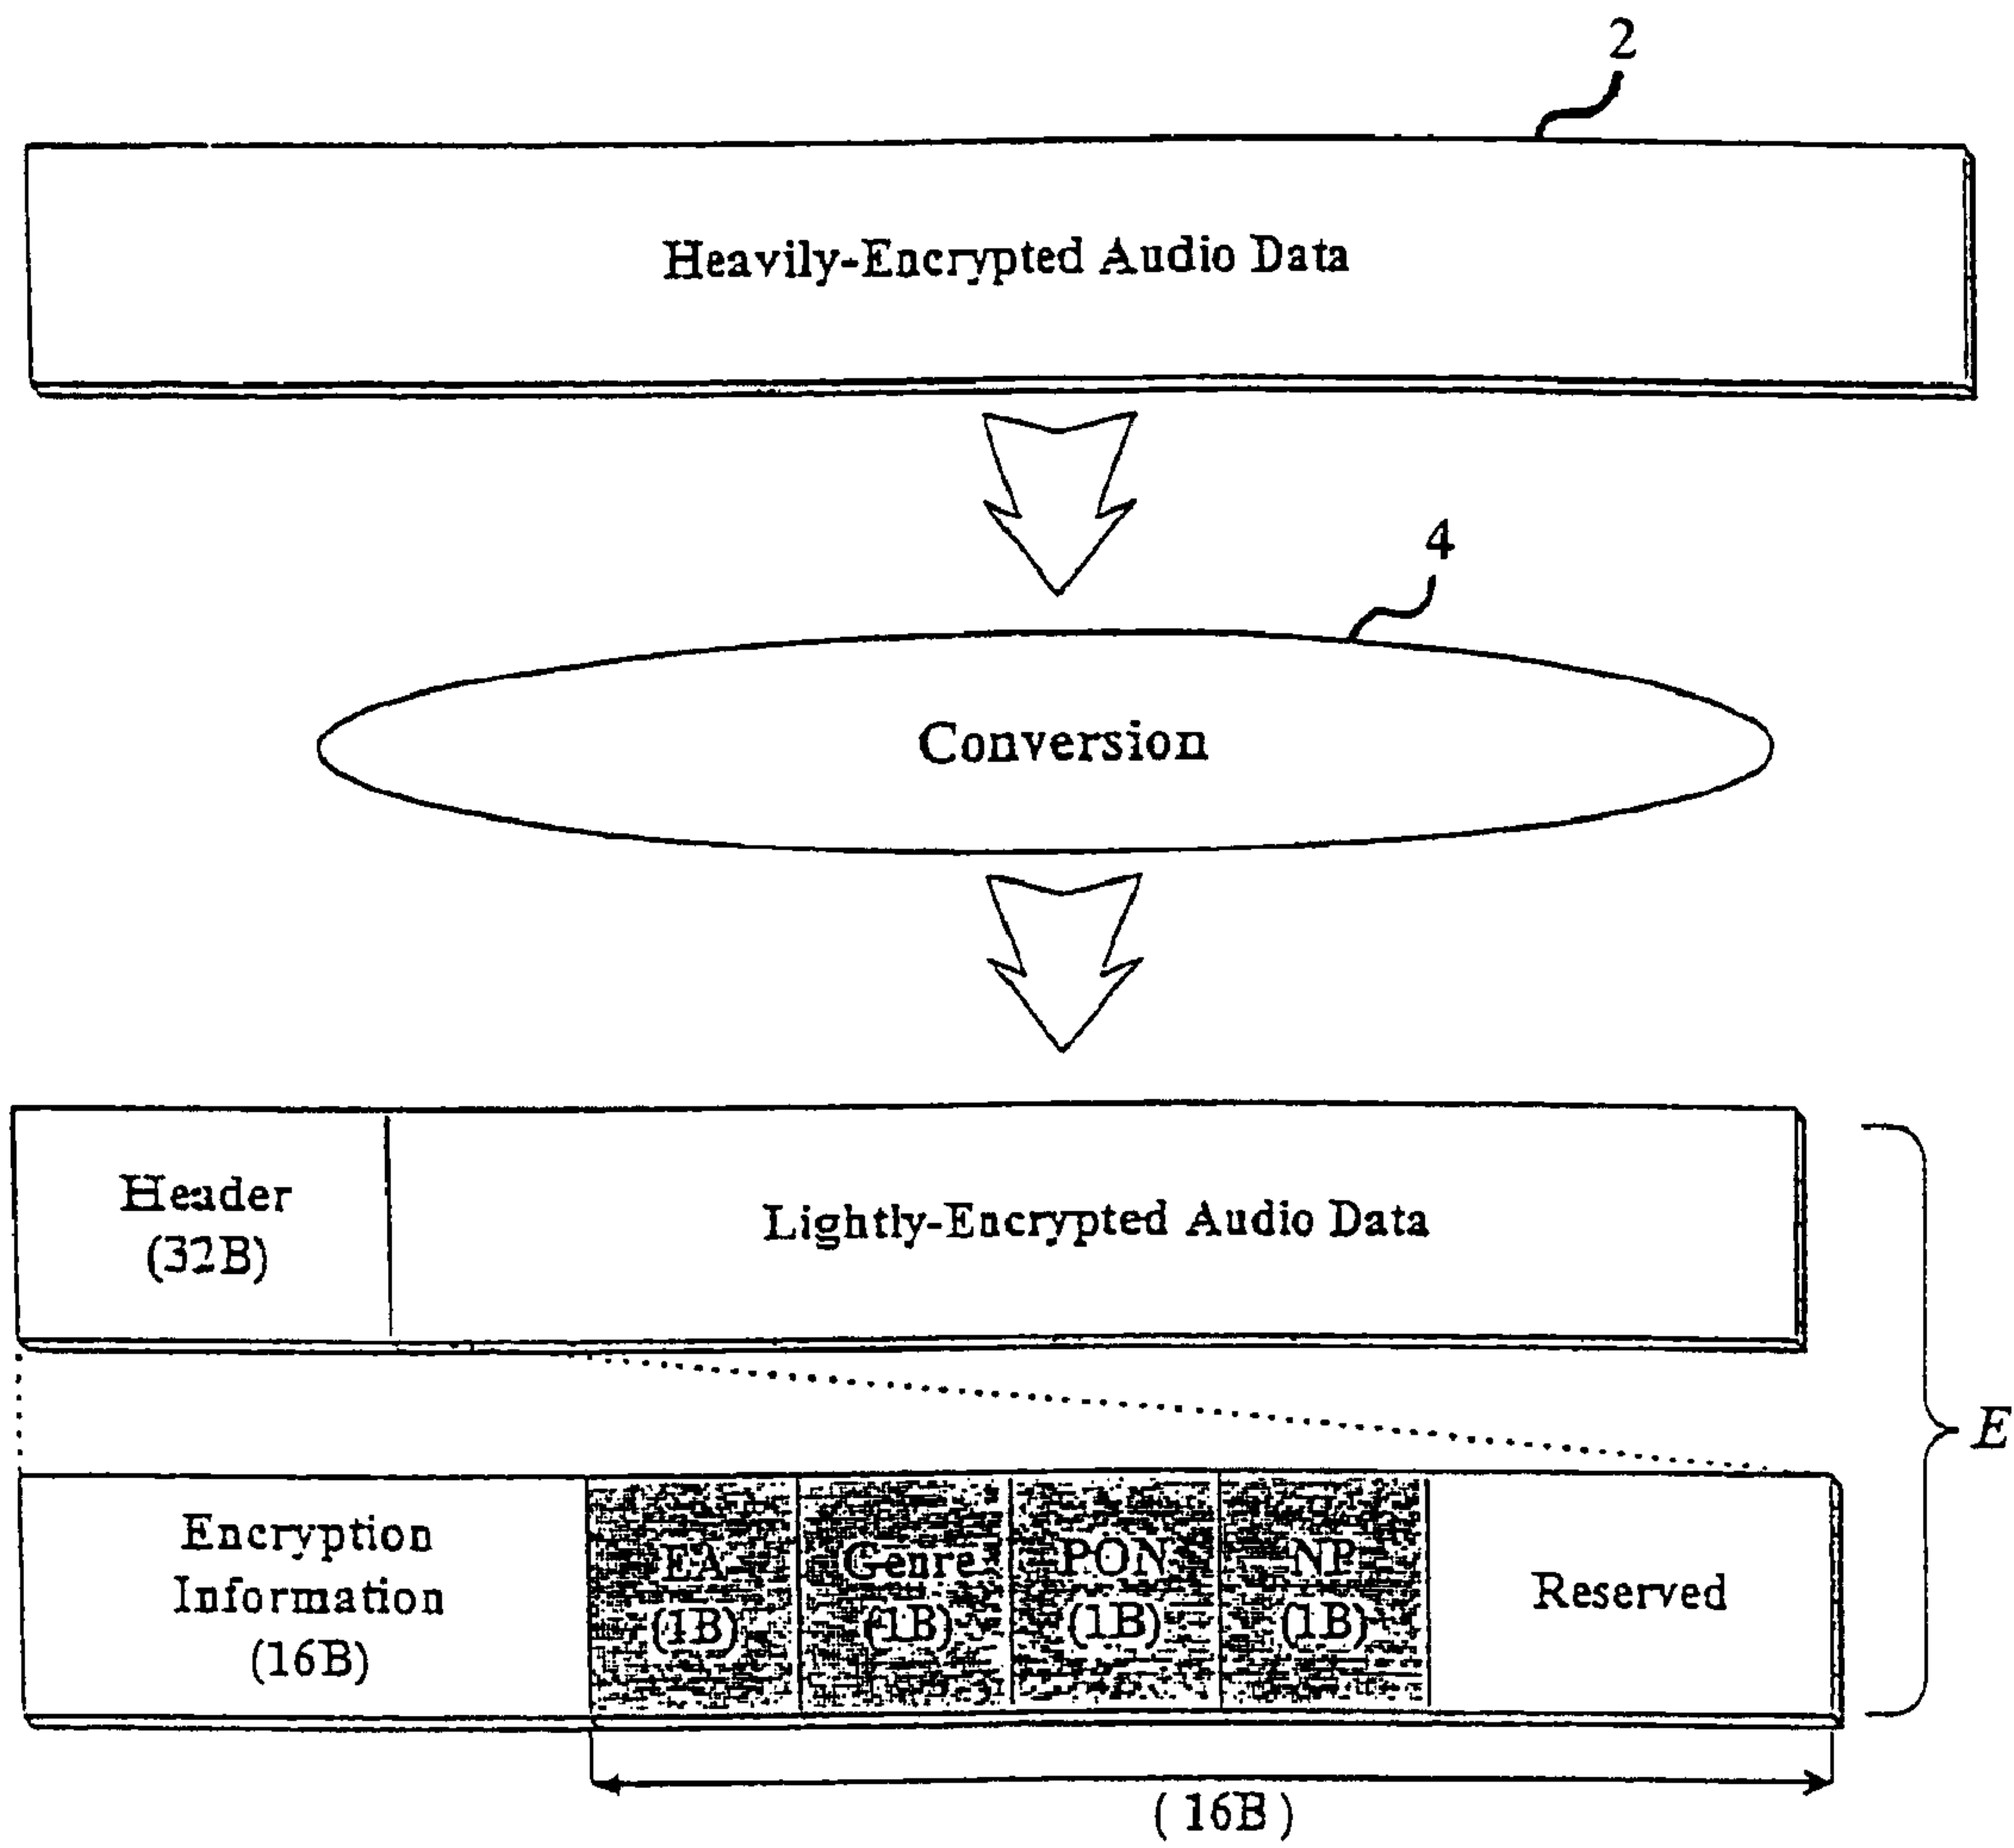 2
Heavily-Encrypted Audio Data
4
Conversion
Header
(32B)
Lightly-Encrypted Audio Data
E
Encryption
Information
(16B)
EA
(1B)
Genre
(1B)
PON
(1B)
NP
(1B)
Reserved
(16B)